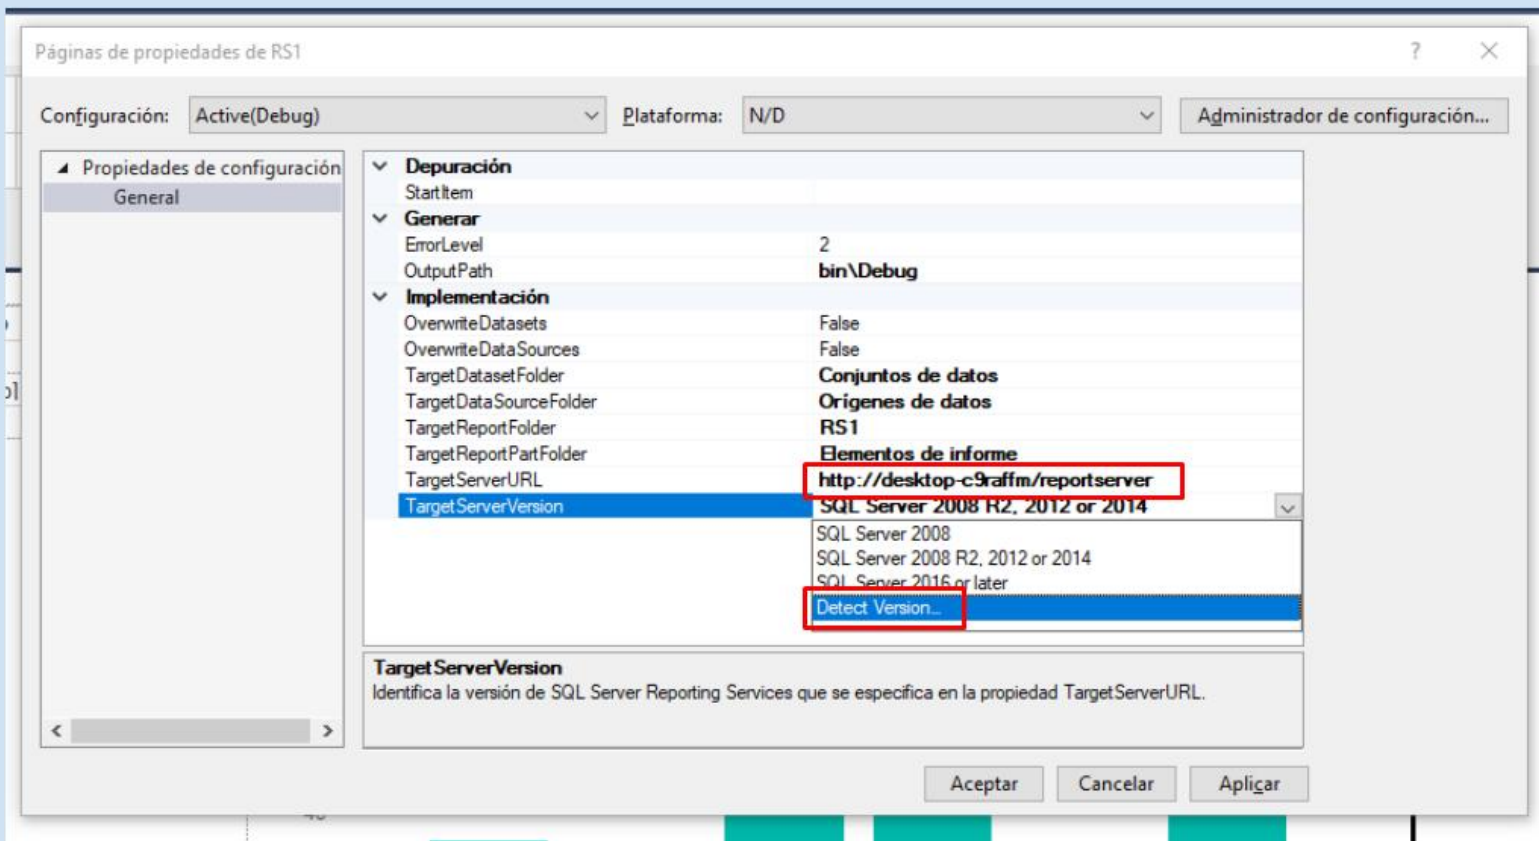 Páginas de propiedades de RS1
Configuración: Active(Debug) Plataforma: N/D Administrador de configuración...
Propiedades de configuración
General
Depuración
StartItem
Generar
ErrorLevel 2
OutputPath bin\Debug
Implementación
OverwriteDatasets False
OverwriteDataSources False
TargetDatasetFolder Conjuntos de datos
TargetDataSourceFolder Orígenes de datos
TargetReportFolder RS1
TargetReportPartFolder Elementos de informe
TargetServerURL http://desktop-c9raffm/reportserver
TargetServerVersion SQL Server 2008 R2, 2012 or 2014
SQL Server 2008
SQL Server 2008 R2, 2012 or 2014
SQL Server 2016 or later
Detect Version...
TargetServerVersion
Identifica la versión de SQL Server Reporting Services que se especifica en la propiedad TargetServerURL.
Aceptar Cancelar Aplicar